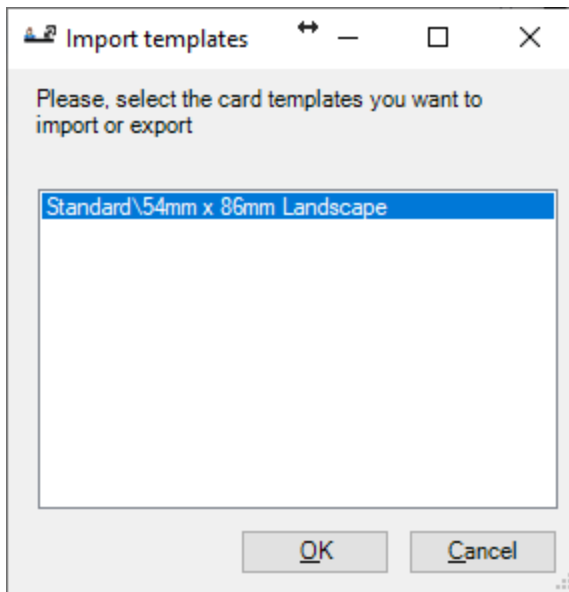 Import templates
Please, select the card templates you want to
import or export
Standard\54mm x 86mm Landscape
OK
Cancel